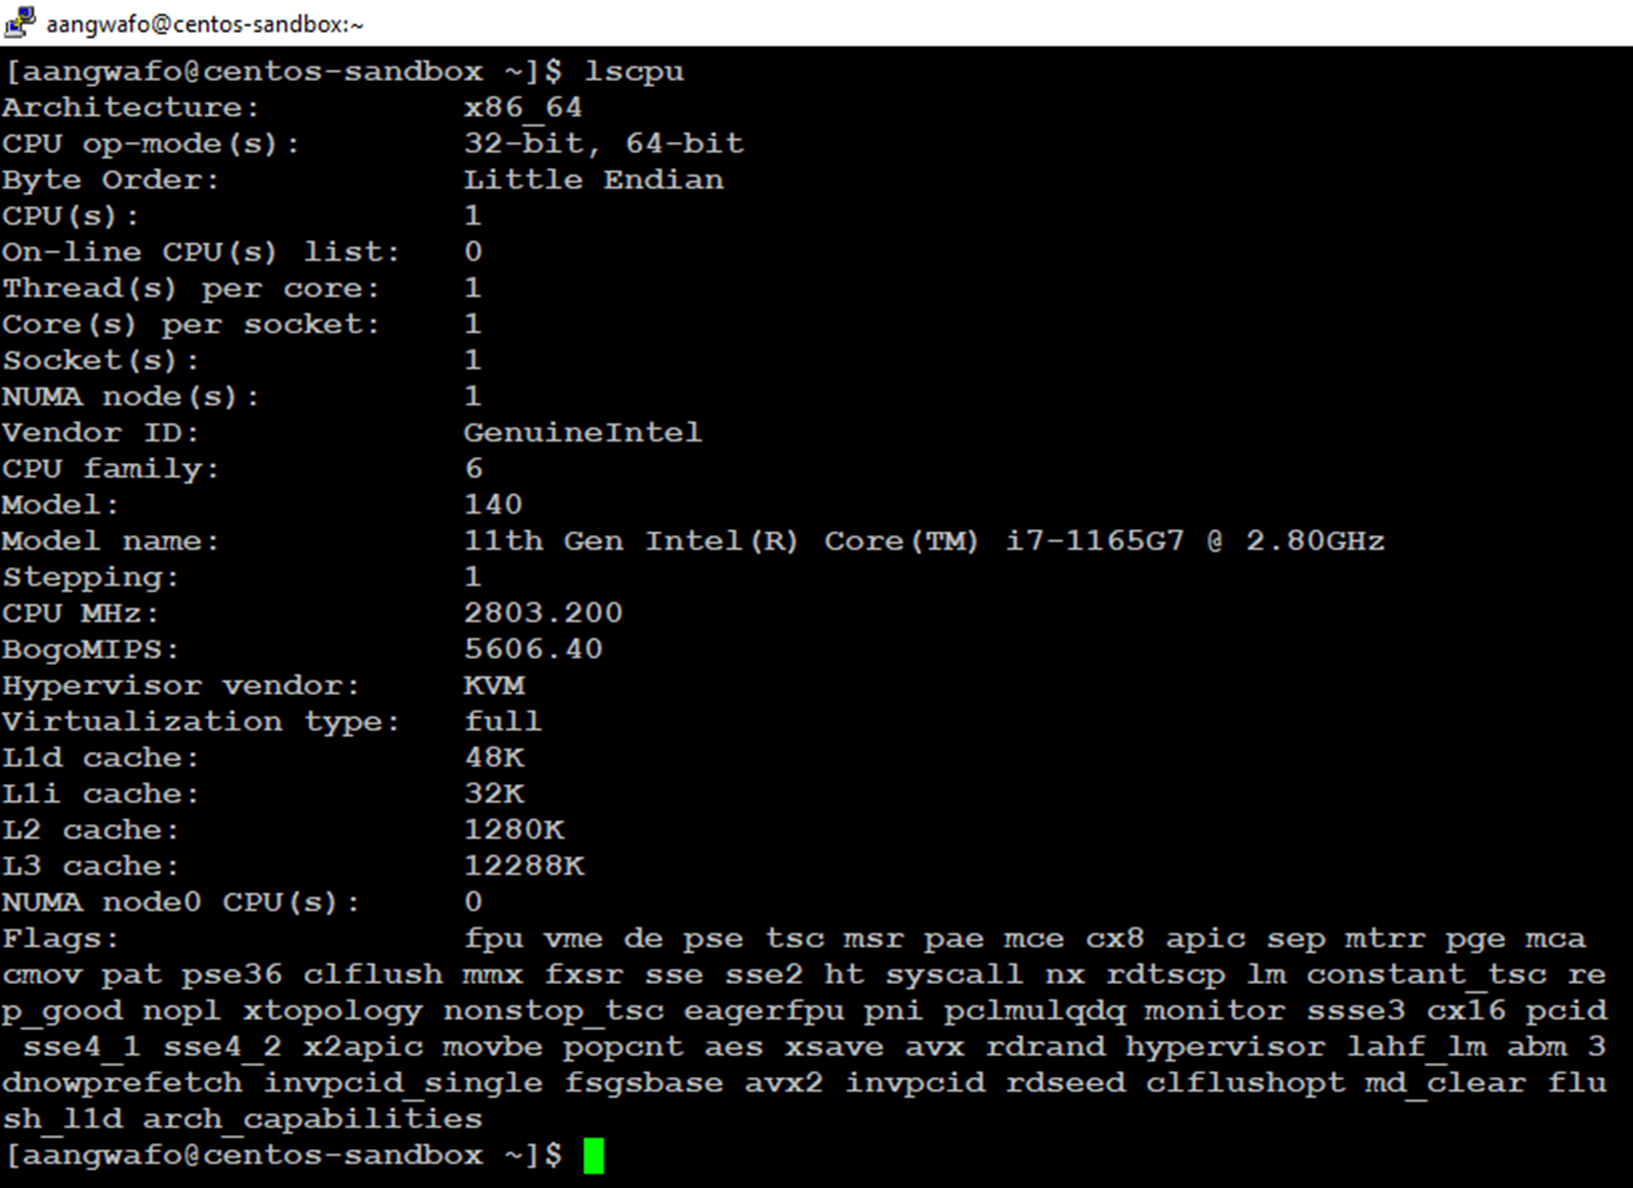 aangwafo@centos-sandbox:~
[aangwafo@centos-sandbox ~]$ lscpu
Architecture: x86_64
CPU op-mode(s): 32-bit, 64-bit
Byte Order: Little Endian
CPU(s): 1
On-line CPU(s) list: 0
Thread(s) per core: 1
Core(s) per socket: 1
Socket(s): 1
NUMA node(s): 1
Vendor ID: GenuineIntel
CPU family: 6
Model: 140
Model name: 11th Gen Intel(R) Core(TM) i7-1165G7 @ 2.80GHz
Stepping: 1
CPU MHz: 2803.200
BogoMIPS: 5606.40
Hypervisor vendor: KVM
Virtualization type: full
L1d cache: 48K
L1i cache: 32K
L2 cache: 1280K
L3 cache: 12288K
NUMA node0 CPU(s): 0
Flags: fpu vme de pse tsc msr pae mce cx8 apic sep mtrr pge mca
cmov pat pse36 clflush mmx fxsr sse sse2 ht syscall nx rdtscp lm constant_tsc re
p_good nopl xtopology nonstop_tsc eagerfpu pni pclmulqdq monitor ssse3 cx16 pcid
sse4_1 sse4_2 x2apic movbe popcnt aes xsave avx rdrand hypervisor lahf_lm abm 3
dnowprefetch invpcid_single fsgsbase avx2 invpcid rdseed clflushopt md_clear flu
sh_l1d arch_capabilities
[aangwafo@centos-sandbox ~]$